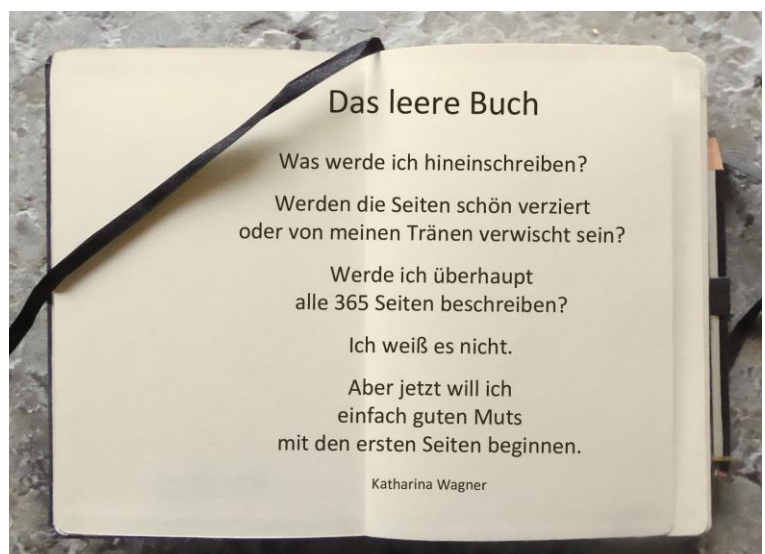 Das leere Buch
Was werde ich hineinschreiben?
Werden die Seiten schön verziert
oder von meinen Tränen verwischt sein?
Werde ich überhaupt
alle 365 Seiten beschreiben?
Ich weiß es nicht.
Aber jetzt will ich
einfach guten Muts
mit den ersten Seiten beginnen.
Katharina Wagner